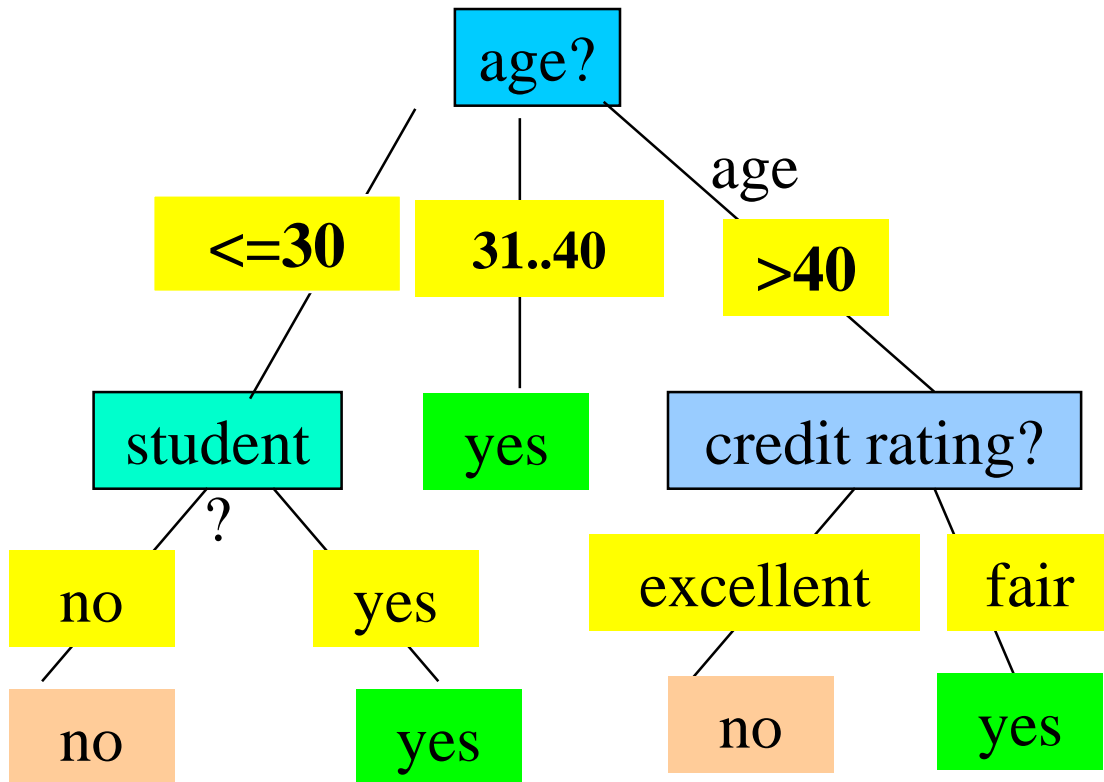 age?
age
<=30
31..40
>40
student
?
yes
credit rating?
no
yes
excellent
fair
no
yes
no
yes